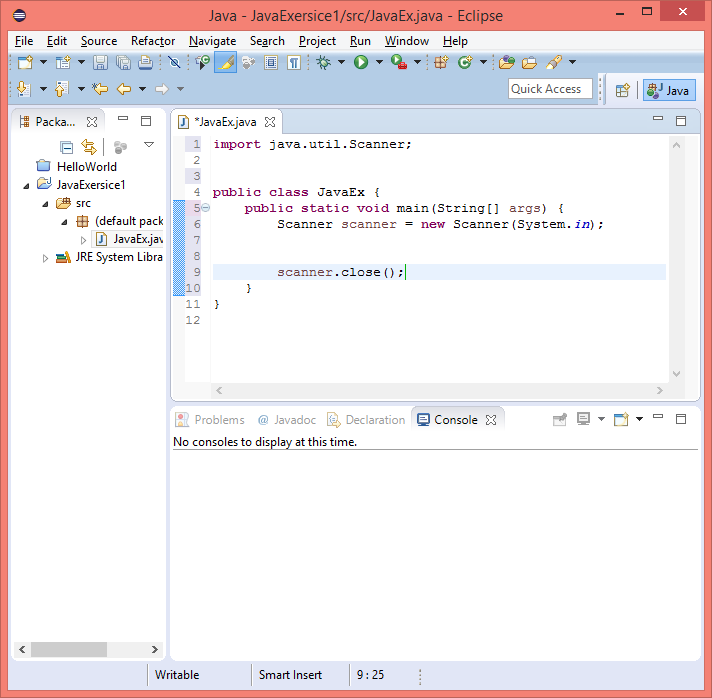 Java - JavaExersice1/src/JavaEx.java - Eclipse
File Edit Source Refactor Navigate Search Project Run Window Help
Quick Access
Java
Packa...
HelloWorld
JavaExersice1
src
(default pack
JavaEx.jav
JRE System Libra
*JavaEx.java
1 import java.util.Scanner;
2
3
4 public class JavaEx {
5 public static void main(String[] args) {
6 Scanner scanner = new Scanner(System.in);
7
8
9 scanner.close();
10 }
11 }
12
Problems @ Javadoc Declaration Console
No consoles to display at this time.
Writable Smart Insert 9 : 25